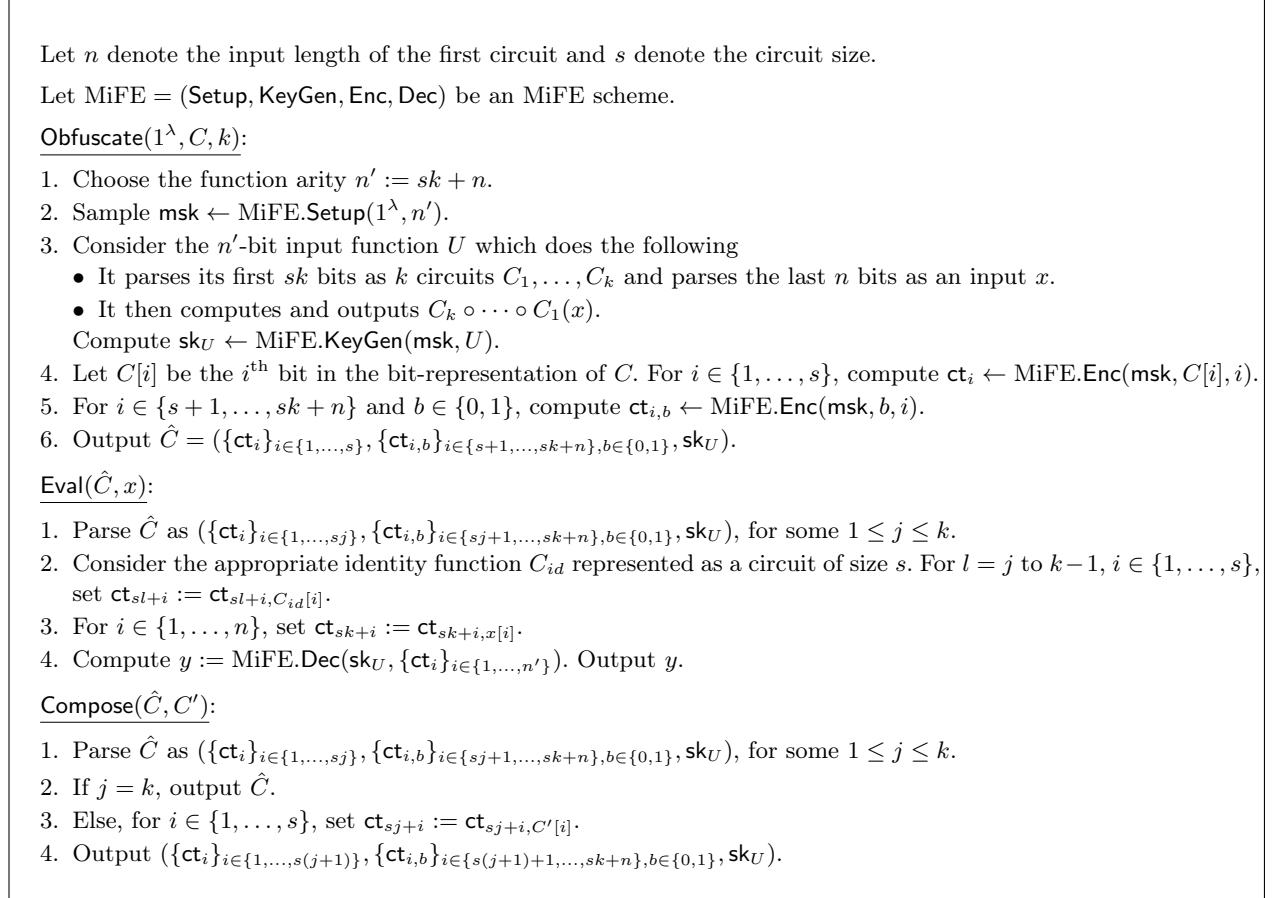 Let n denote the input length of the first circuit and s denote the circuit size.
Let MiFE = (Setup, KeyGen, Enc, Dec) be an MiFE scheme.
Obfuscate(1^λ, C, k):
1. Choose the function arity n′ := sk + n.
2. Sample msk ← MiFE.Setup(1^λ, n′).
3. Consider the n′-bit input function U which does the following
• It parses its first sk bits as k circuits C_1, . . . , C_k and parses the last n bits as an input x.
• It then computes and outputs C_k ∘ · · · ∘ C_1(x).
Compute sk_U ← MiFE.KeyGen(msk, U).
4. Let C[i] be the i^th bit in the bit-representation of C. For i ∈ {1, . . . , s}, compute ct_i ← MiFE.Enc(msk, C[i], i).
5. For i ∈ {s + 1, . . . , sk + n} and b ∈ {0, 1}, compute ct_{i,b} ← MiFE.Enc(msk, b, i).
6. Output Ĉ = ({ct_i}_{i∈{1,...,s}}, {ct_{i,b}}_{i∈{s+1,...,sk+n},b∈{0,1}}, sk_U).
Eval(Ĉ, x):
1. Parse Ĉ as ({ct_i}_{i∈{1,...,sj}}, {ct_{i,b}}_{i∈{sj+1,...,sk+n},b∈{0,1}}, sk_U), for some 1 ≤ j ≤ k.
2. Consider the appropriate identity function C_{id} represented as a circuit of size s. For l = j to k−1, i ∈ {1, . . . , s},
set ct_{sl+i} := ct_{sl+i,C_{id}[i]}.
3. For i ∈ {1, . . . , n}, set ct_{sk+i} := ct_{sk+i,x[i]}.
4. Compute y := MiFE.Dec(sk_U, {ct_i}_{i∈{1,...,n′}}). Output y.
Compose(Ĉ, C′):
1. Parse Ĉ as ({ct_i}_{i∈{1,...,sj}}, {ct_{i,b}}_{i∈{sj+1,...,sk+n},b∈{0,1}}, sk_U), for some 1 ≤ j ≤ k.
2. If j = k, output Ĉ.
3. Else, for i ∈ {1, . . . , s}, set ct_{sj+i} := ct_{sj+i,C′[i]}.
4. Output ({ct_i}_{i∈{1,...,s(j+1)}}, {ct_{i,b}}_{i∈{s(j+1)+1,...,sk+n},b∈{0,1}}, sk_U).